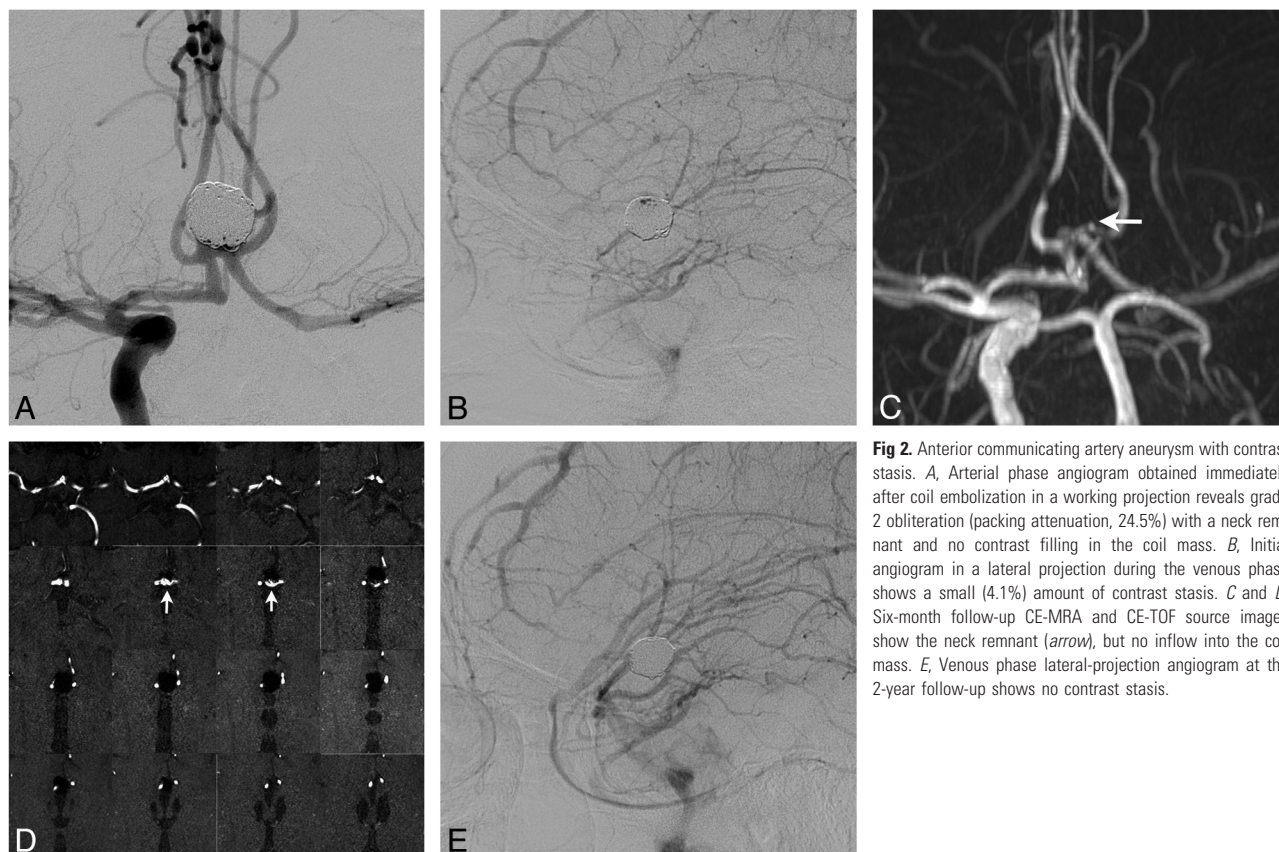 A
B
C
Fig 2. Anterior communicating artery aneurysm with contras
stasis. A, Arterial phase angiogram obtained immediatel
after coil embolization in a working projection reveals grad
2 obliteration (packing attenuation, 24.5%) with a neck rem
nant and no contrast filling in the coil mass. B, Initia
angiogram in a lateral projection during the venous phas
shows a small (4.1%) amount of contrast stasis. C and
Six-month follow-up CE-MRA and CE-TOF source image
show the neck remnant (arrow), but no inflow into the co
mass. E, Venous phase lateral-projection angiogram at th
2-year follow-up shows no contrast stasis.
D
E